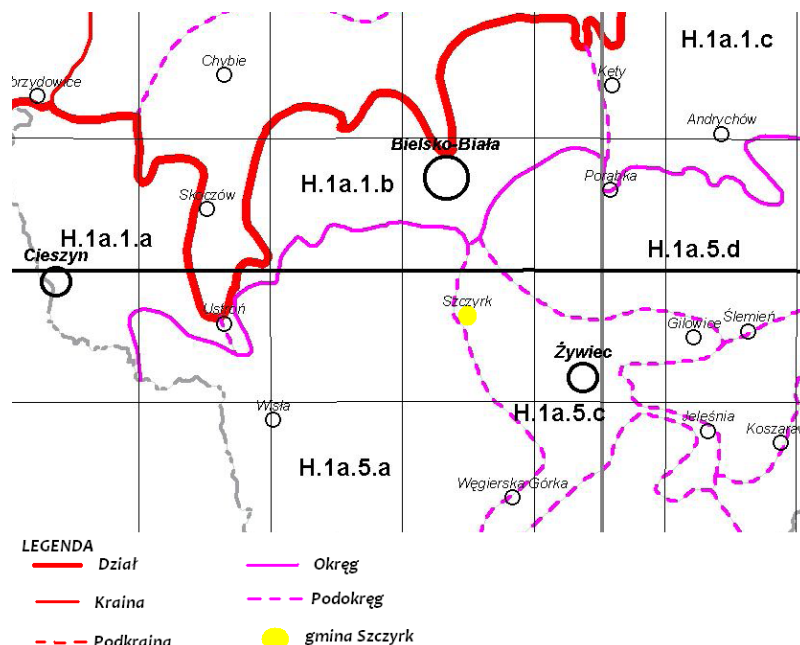 H.1a.1.c
Chybie
Kęty
Andrychów
Bielsko-Biała
Porąbka
H.1a.1.b
Skoczów
H.1a.1.a
H.1a.5.d
Cieszyn
Szczyrk
Ustroń
Gilowice
Ślemień
Żywiec
Wisła
H.1a.5.c
Jeleśnia
H.1a.5.a
Węgierska Górka
LEGENDA
Dział
Okręg
Kraina
Podokręg
Podkraina
gmina Szczyrk